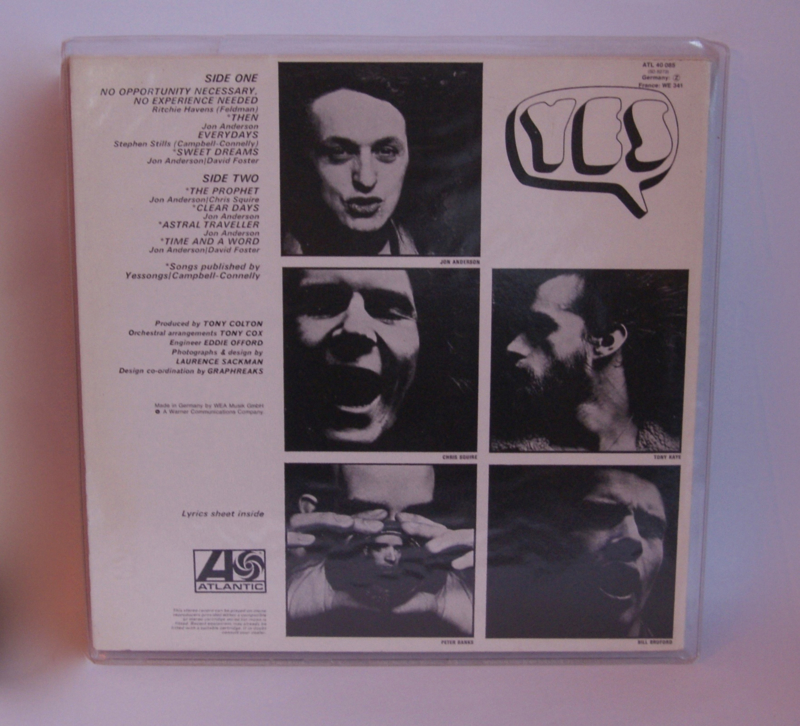 SIDE ONE
NO OPPORTUNITY NECESSARY,
NO EXPERIENCE NEEDED
Ritchie Havens (Feldman)
*THEN
Jon Anderson
EVERYDAYS
Stephen Stills (Campbell-Connelly)
*SWEET DREAMS
Jon Anderson/David Foster
SIDE TWO
*THE PROPHET
Jon Anderson/Chris Squire
*CLEAR DAYS
Jon Anderson
*ASTRAL TRAVELLER
Jon Anderson
*TIME AND A WORD
Jon Anderson/David Foster
*Songs published by
Yessongs/Campbell-Connelly
Produced by TONY COLTON
Orchestral arrangements TONY COX
Engineer EDDIE OFFORD
Photographs & design by
LAURENCE SACKMAN
Design co-ordination by GRAPHREAKS
Made in Germany by WEA Musik GmbH
A Warner Communications Company
Lyrics sheet inside
ATLANTIC
JON ANDERSON
CHRIS SQUIRE
TONY KAYE
PETER BANKS
BILL BRUFORD
ATL 40 085
Germany:
France: WE 341
YES